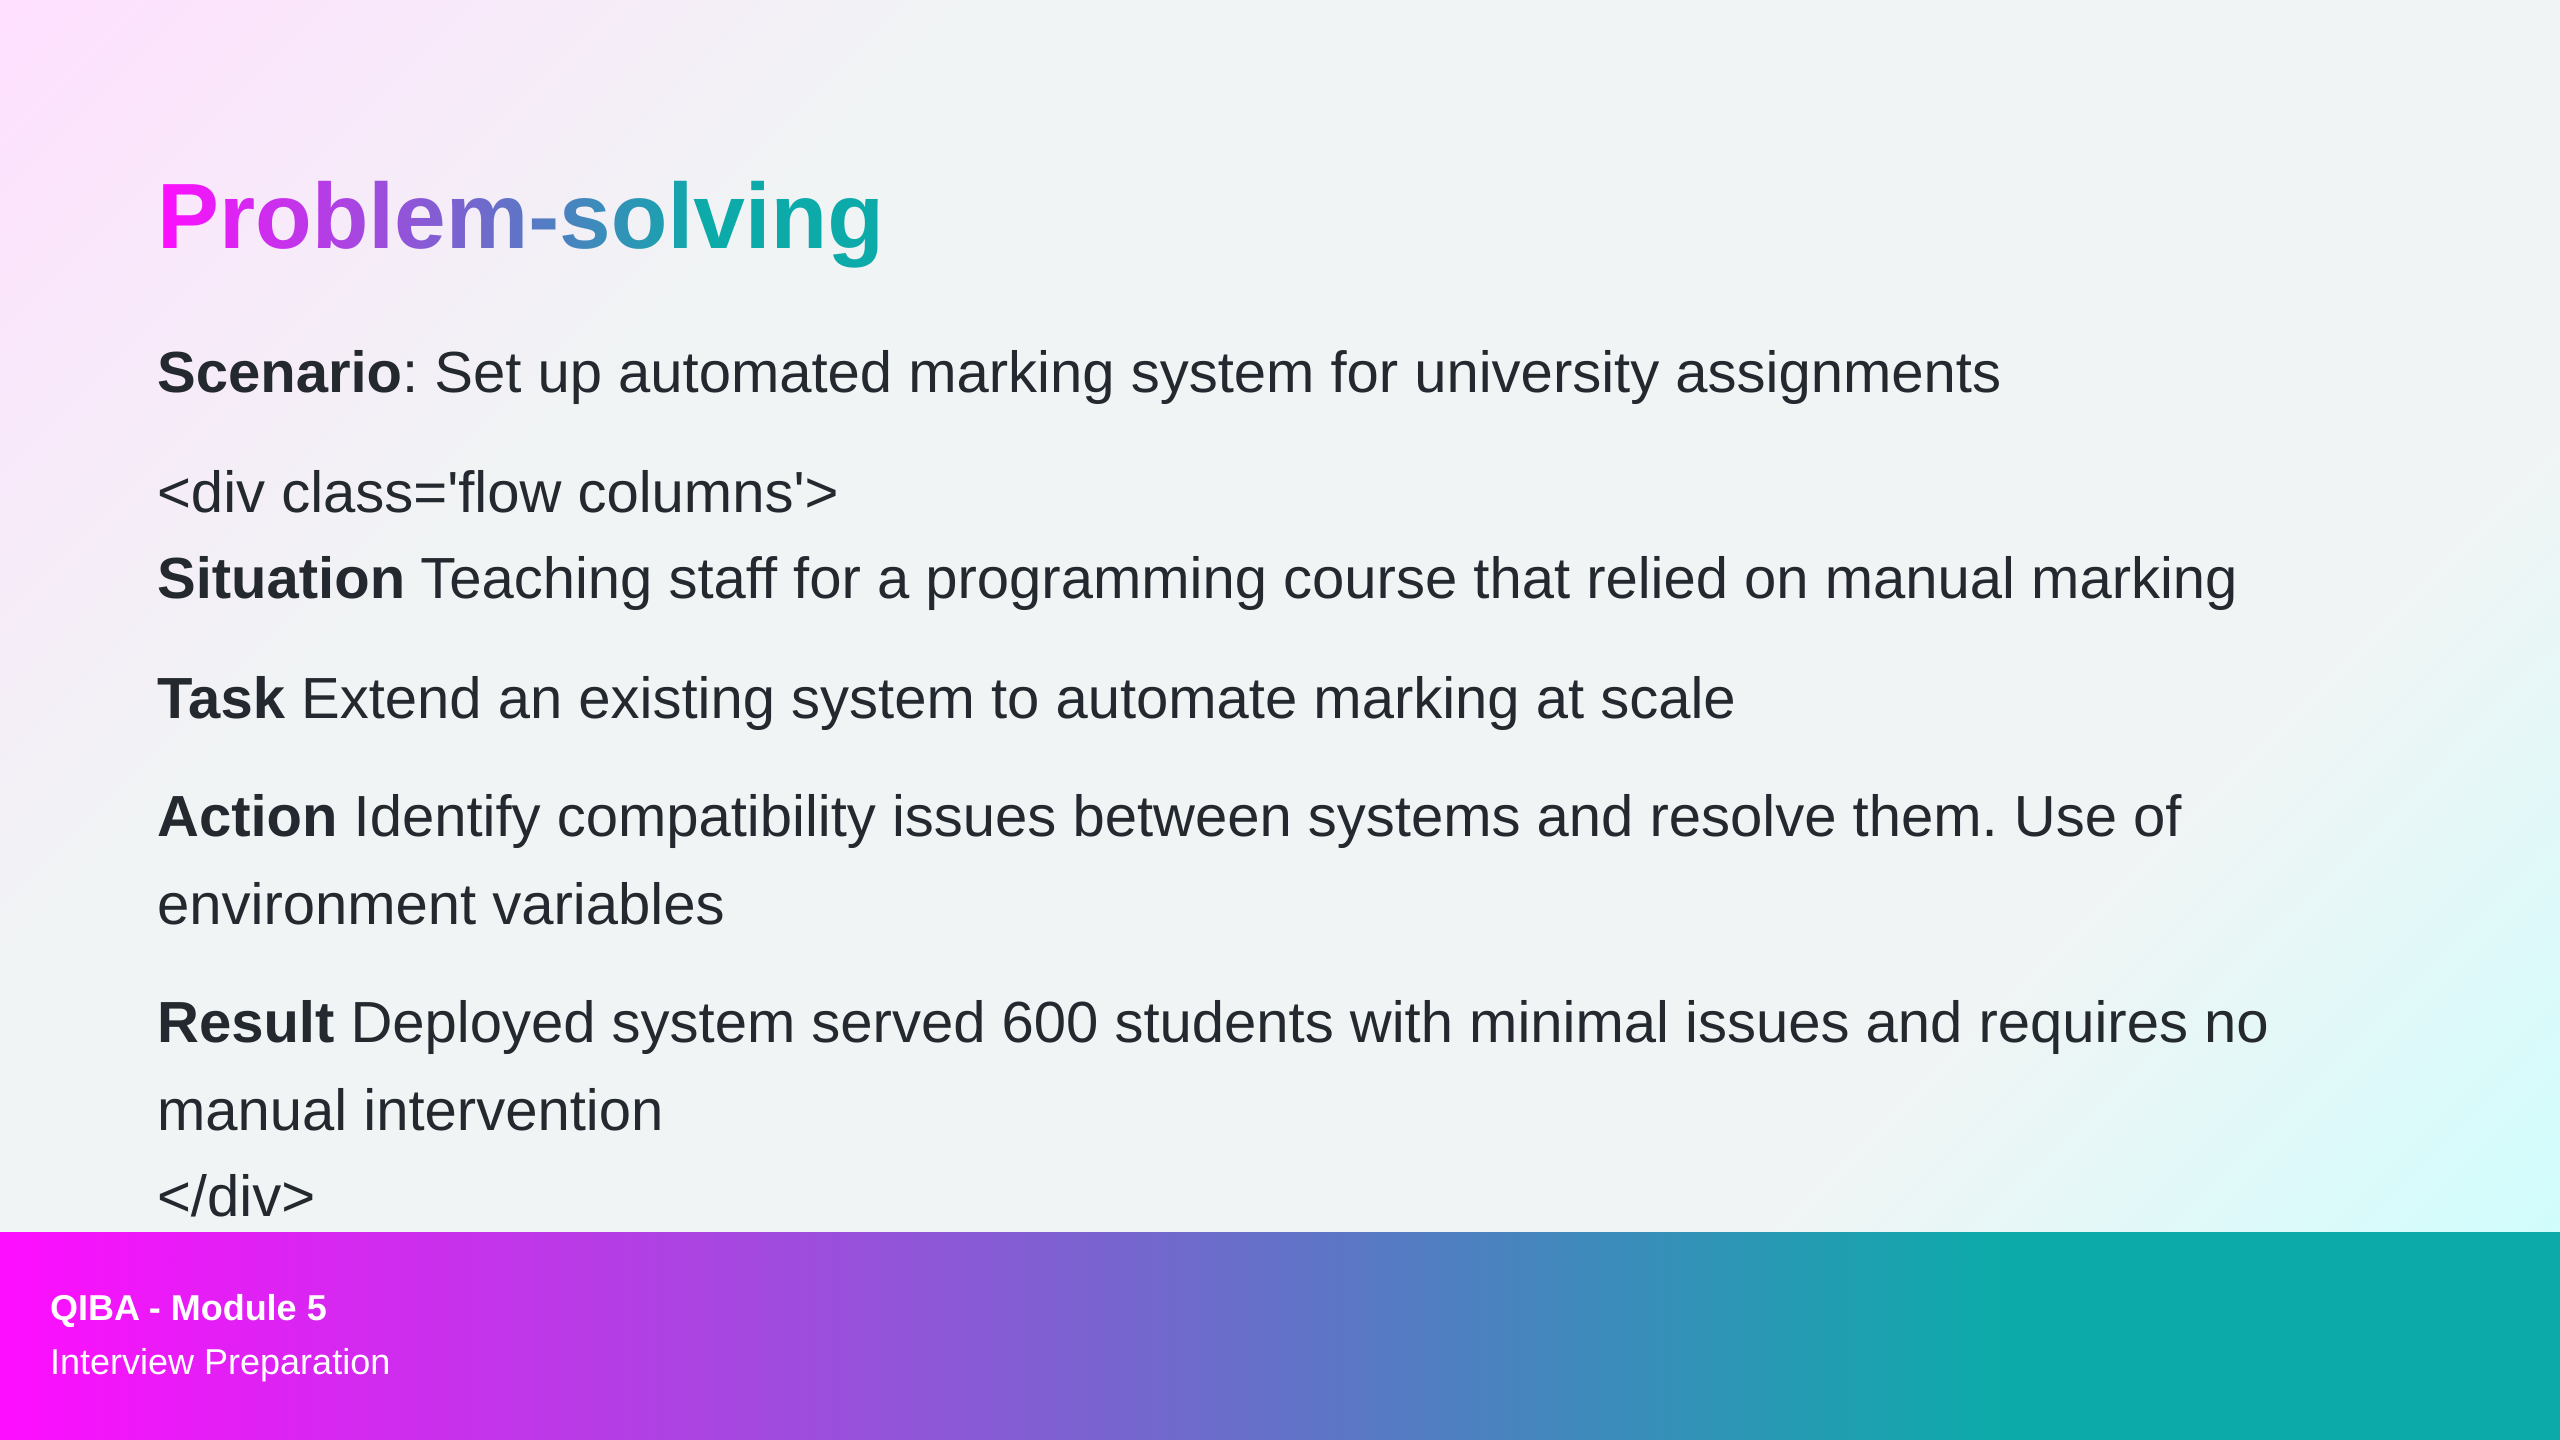 Problem-solving
Scenario: Set up automated marking system for university assignments
<div class='flow columns'>
Situation Teaching staff for a programming course that relied on manual marking
Task Extend an existing system to automate marking at scale
Action Identify compatibility issues between systems and resolve them. Use of
environment variables
Result Deployed system served 600 students with minimal issues and requires no
manual intervention
</div>
QIBA - Module 5
Interview Preparation